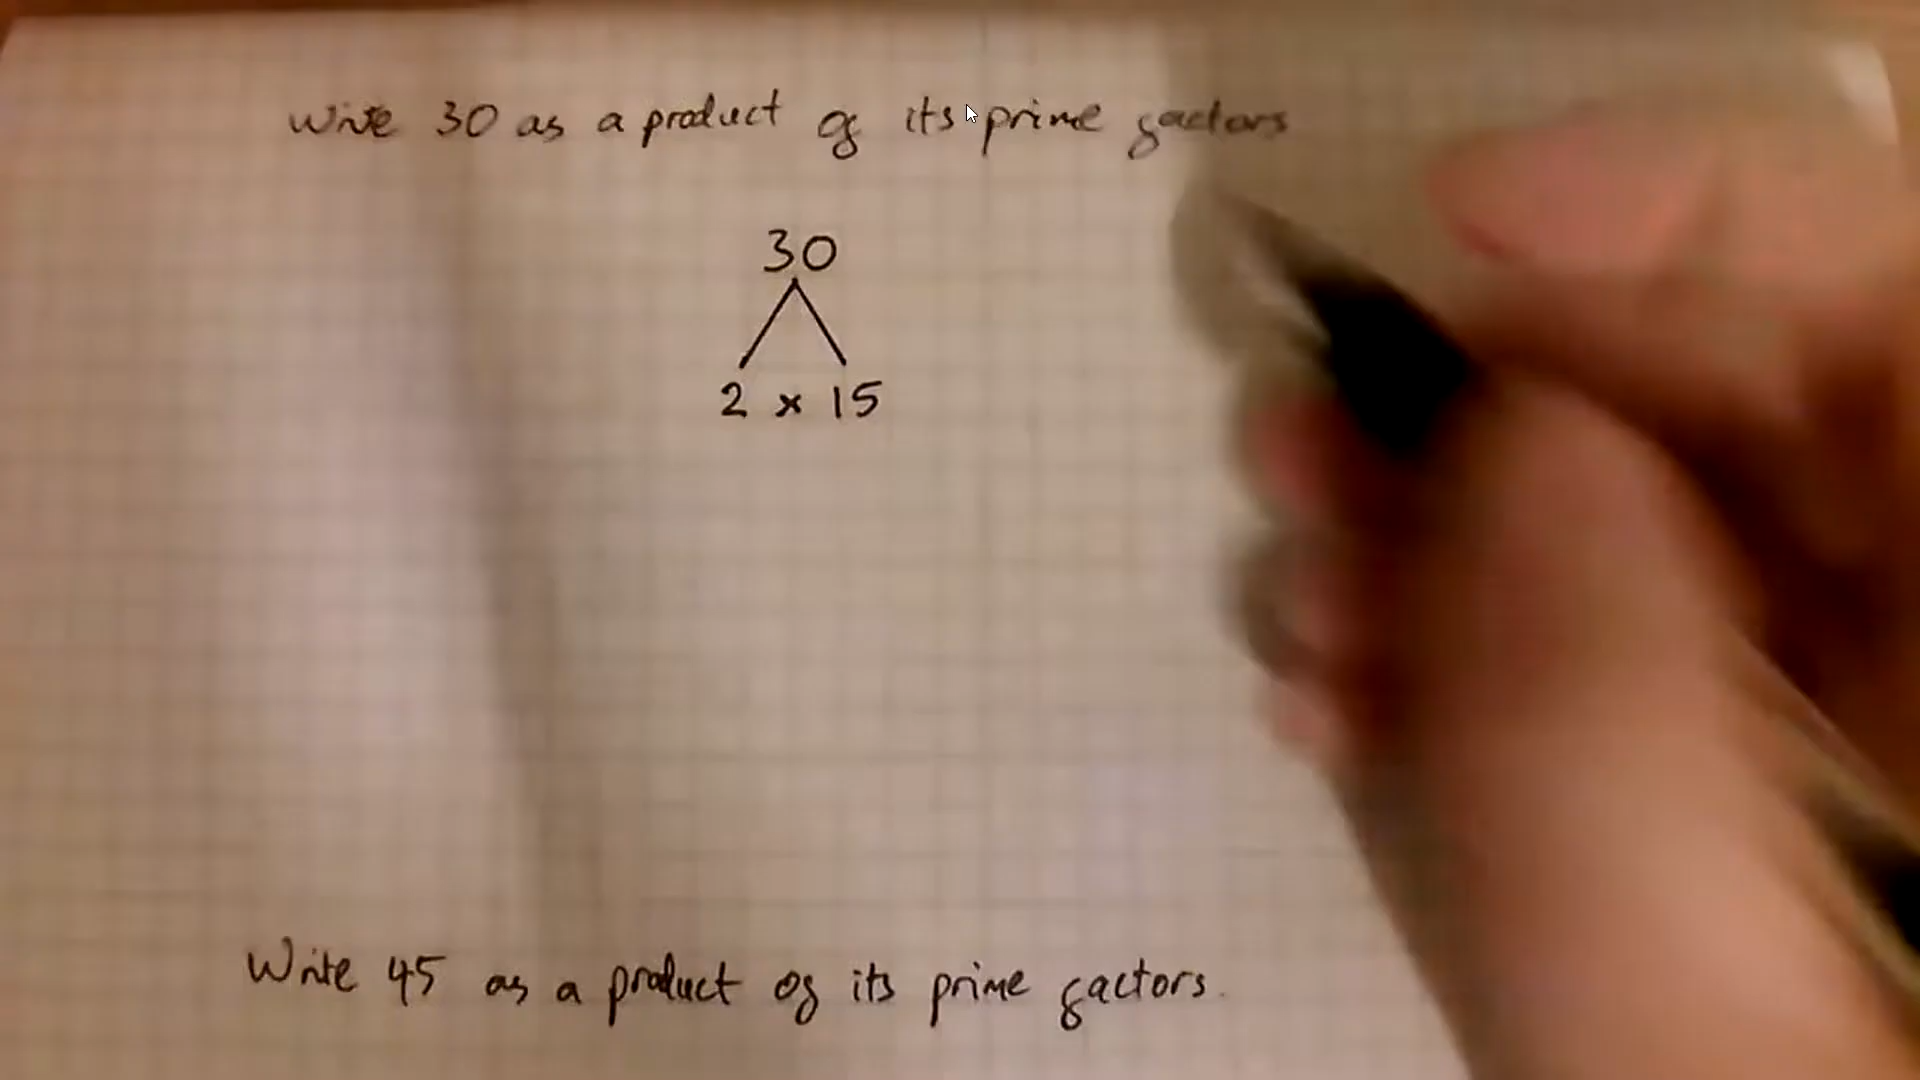 Write 30 as a product of its prime factors
30
2 x 15
Write 45 as a product of its prime factors.